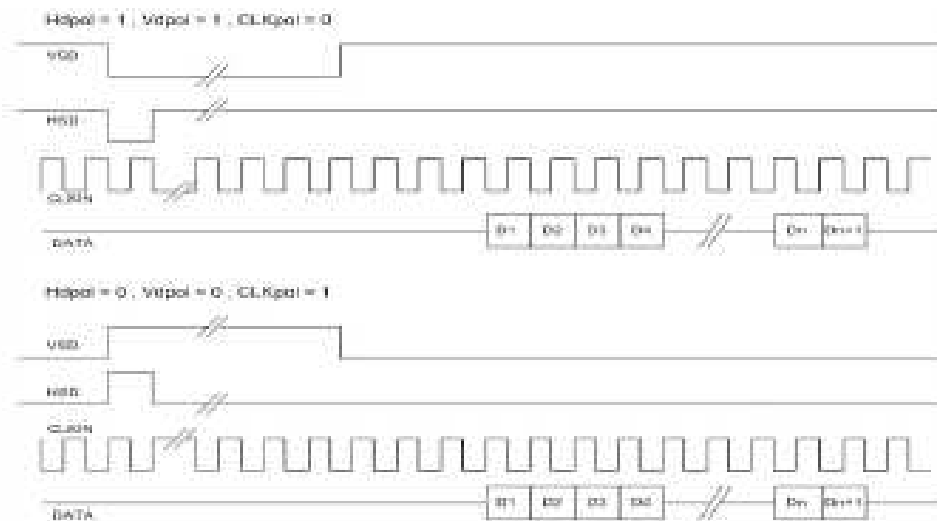 Hdpol = 1 , Vdpol = 1 , CLKpol = 0
VSD
HSD
CLKIN
DATA
D1 D2 D3 D4 Dn Dn+1
Hdpol = 0 , Vdpol = 0 , CLKpol = 1
VSD
HSD
CLKIN
DATA
D1 D2 D3 D4 Dn Dn+1